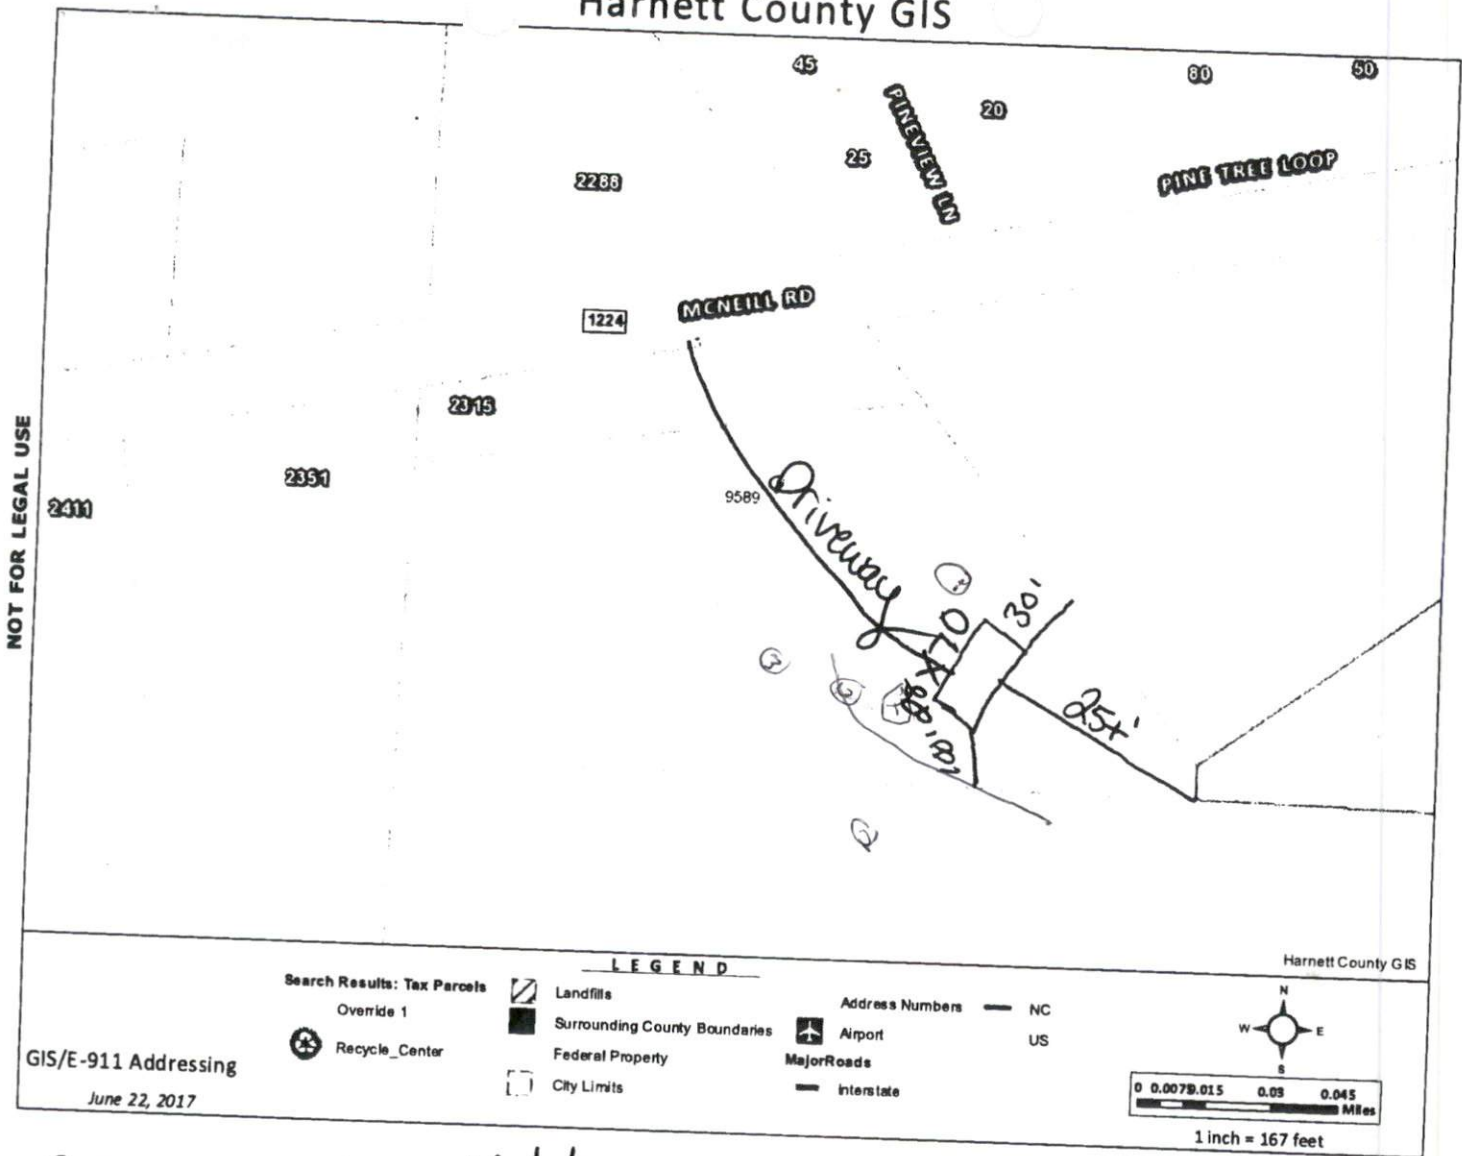 Harnett County GIS
45
80
50
PINEVIEW LN
20
25
PINE TREE LOOP
2288
MCNEILL RD
1224
2315
2351
2411
NOT FOR LEGAL USE
9589
Driveway
30'
x70
25+'
3
LEGEND
Harnett County GIS
Search Results: Tax Parcels
Override 1
Recycle_Center
Landfills
Surrounding County Boundaries
Federal Property
City Limits
Address Numbers
Airport
MajorRoads
Interstate
NC
US
N
W E
S
GIS/E-911 Addressing
June 22, 2017
0 0.0075 0.015 0.03 0.045
Miles
1 inch = 167 feet